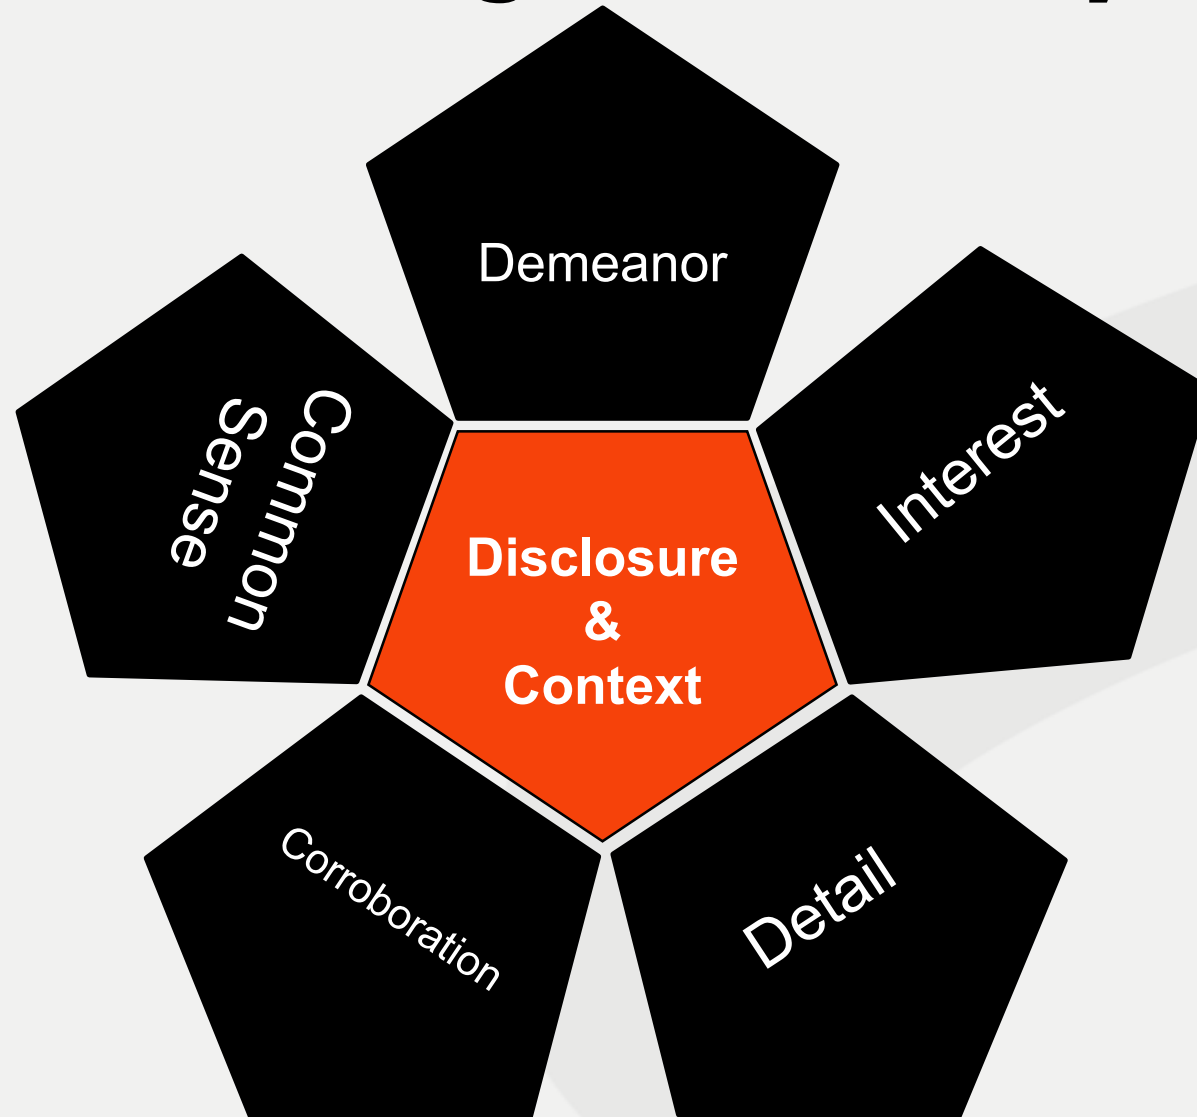 Demeanor
Interest
Common
Sense
Disclosure
&
Context
Corroboration
Detail